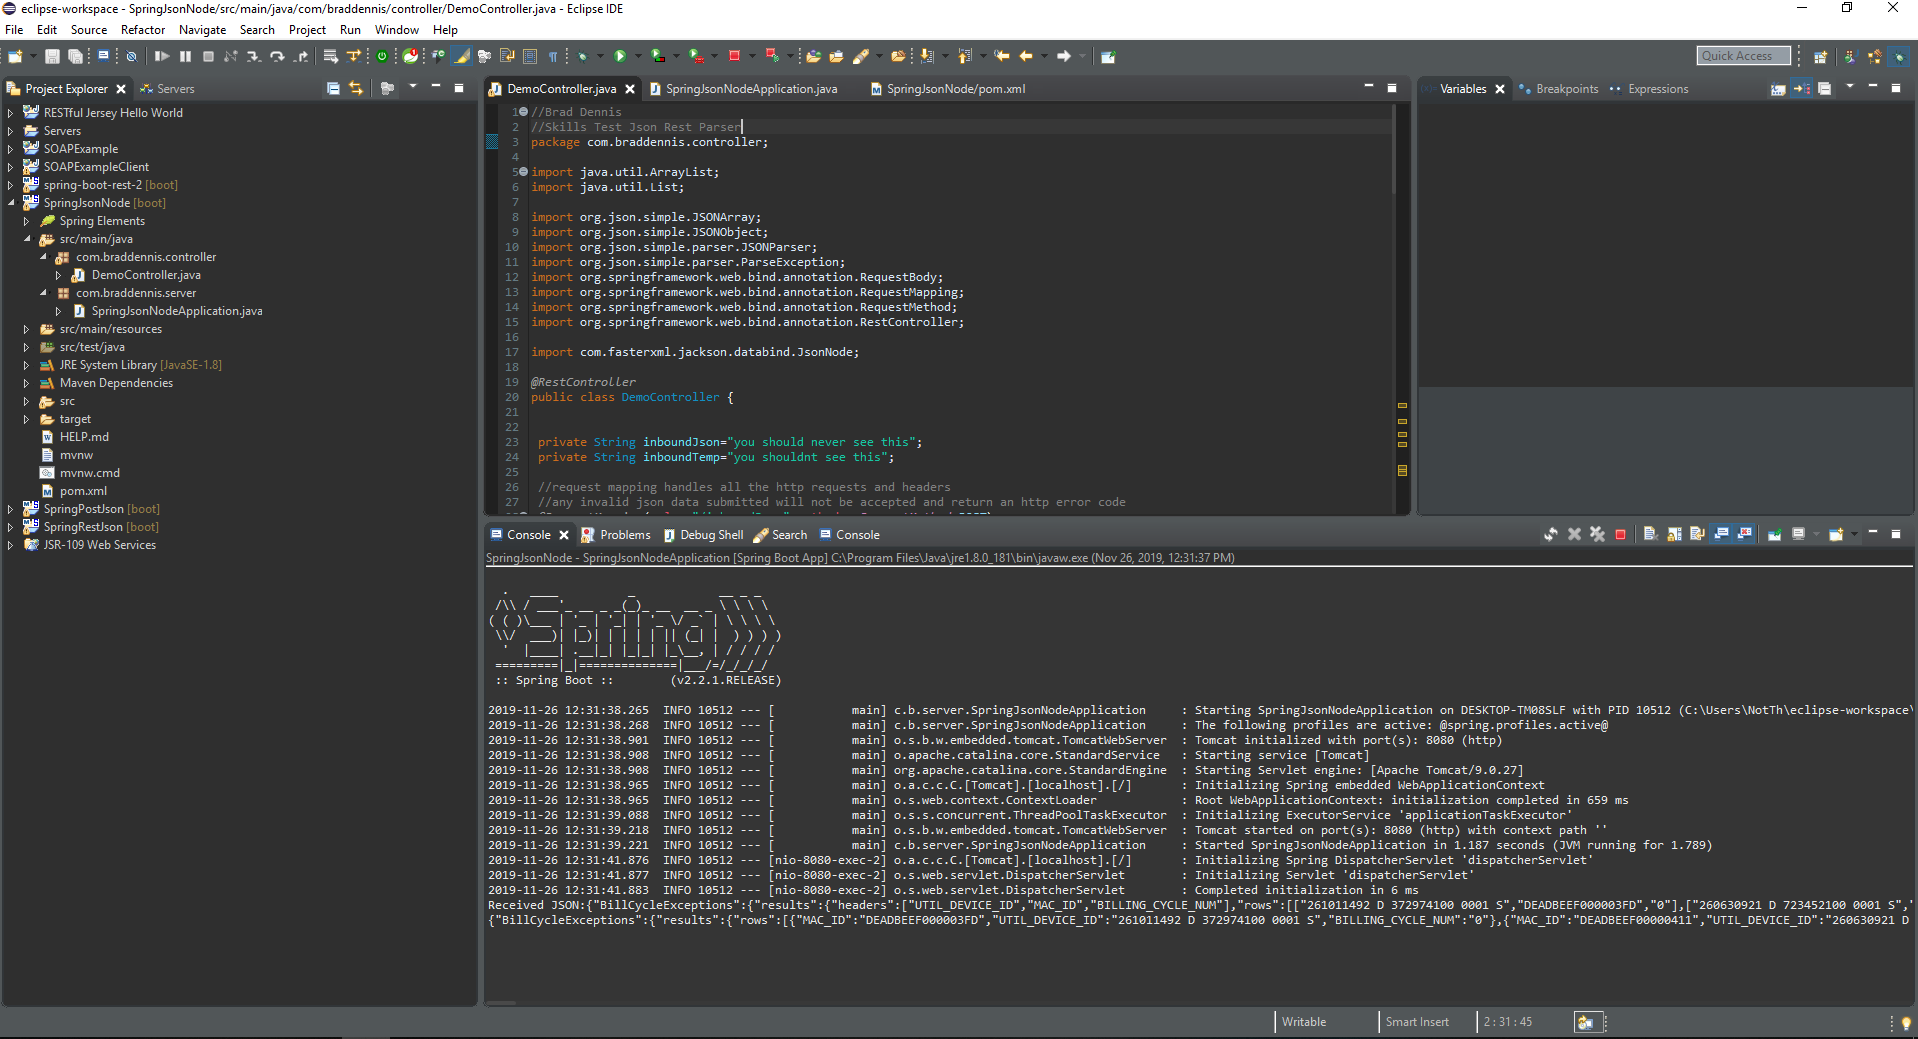 eclipse-workspace - SpringJsonNode/src/main/java/com/braddennis/controller/DemoController.java - Eclipse IDE
File Edit Source Refactor Navigate Search Project Run Window Help
Quick Access
Project Explorer Servers
RESTful Jersey Hello World
Servers
SOAPExample
SOAPExampleClient
spring-boot-rest-2 [boot]
SpringJsonNode [boot]
Spring Elements
src/main/java
com.braddennis.controller
DemoController.java
com.braddennis.server
SpringJsonNodeApplication.java
src/main/resources
src/test/java
JRE System Library [JavaSE-1.8]
Maven Dependencies
src
target
HELP.md
mvnw
mvnw.cmd
pom.xml
SpringPostJson [boot]
SpringRestJson [boot]
JSR-109 Web Services
DemoController.java SpringJsonNodeApplication.java SpringJsonNode/pom.xml
1 //Brad Dennis
2 //Skills Test Json Rest Parser
3 package com.braddennis.controller;
4
5 import java.util.ArrayList;
6 import java.util.List;
7
8 import org.json.simple.JSONArray;
9 import org.json.simple.JSONObject;
10 import org.json.simple.parser.JSONParser;
11 import org.json.simple.parser.ParseException;
12 import org.springframework.web.bind.annotation.RequestBody;
13 import org.springframework.web.bind.annotation.RequestMapping;
14 import org.springframework.web.bind.annotation.RequestMethod;
15 import org.springframework.web.bind.annotation.RestController;
16
17 import com.fasterxml.jackson.databind.JsonNode;
18
19 @RestController
20 public class DemoController {
21
22
23 private String inboundJson="you should never see this";
24 private String inboundTemp="you shouldnt see this";
25
26 //request mapping handles all the http requests and headers
27 //any invalid json data submitted will not be accepted and return an http error code
Variables Breakpoints Expressions
Console Problems Debug Shell Search Console
SpringJsonNode - SpringJsonNodeApplication [Spring Boot App] C:\Program Files\Java\jre1.8.0_181\bin\javaw.exe (Nov 26, 2019, 12:31:37 PM)
Spring
:: Spring Boot :: (v2.2.1.RELEASE)
2019-11-26 12:31:38.265 INFO 10512 --- [ main] c.b.server.SpringJsonNodeApplication : Starting SpringJsonNodeApplication on DESKTOP-TM08SLF with PID 10512 (C:\Users\NotTh\eclipse-workspace\
2019-11-26 12:31:38.268 INFO 10512 --- [ main] c.b.server.SpringJsonNodeApplication : The following profiles are active: @spring.profiles.active@
2019-11-26 12:31:38.901 INFO 10512 --- [ main] o.s.b.w.embedded.tomcat.TomcatWebServer : Tomcat initialized with port(s): 8080 (http)
2019-11-26 12:31:38.908 INFO 10512 --- [ main] o.apache.catalina.core.StandardService : Starting service [Tomcat]
2019-11-26 12:31:38.908 INFO 10512 --- [ main] org.apache.catalina.core.StandardEngine : Starting Servlet engine: [Apache Tomcat/9.0.27]
2019-11-26 12:31:38.965 INFO 10512 --- [ main] o.a.c.c.C.[Tomcat].[localhost].[/] : Initializing Spring embedded WebApplicationContext
2019-11-26 12:31:38.965 INFO 10512 --- [ main] o.s.web.context.ContextLoader : Root WebApplicationContext: initialization completed in 659 ms
2019-11-26 12:31:39.088 INFO 10512 --- [ main] o.s.s.concurrent.ThreadPoolTaskExecutor : Initializing ExecutorService 'applicationTaskExecutor'
2019-11-26 12:31:39.218 INFO 10512 --- [ main] o.s.b.w.embedded.tomcat.TomcatWebServer : Tomcat started on port(s): 8080 (http) with context path ''
2019-11-26 12:31:39.221 INFO 10512 --- [ main] c.b.server.SpringJsonNodeApplication : Started SpringJsonNodeApplication in 1.187 seconds (JVM running for 1.789)
2019-11-26 12:31:41.876 INFO 10512 --- [nio-8080-exec-2] o.a.c.c.C.[Tomcat].[localhost].[/] : Initializing Spring DispatcherServlet 'dispatcherServlet'
2019-11-26 12:31:41.877 INFO 10512 --- [nio-8080-exec-2] o.s.web.servlet.DispatcherServlet : Initializing Servlet 'dispatcherServlet'
2019-11-26 12:31:41.883 INFO 10512 --- [nio-8080-exec-2] o.s.web.servlet.DispatcherServlet : Completed initialization in 6 ms
Received JSON:{"BillCycleExceptions":{"results":{"headers":["UTIL_DEVICE_ID","MAC_ID","BILLING_CYCLE_NUM"],"rows":[["261011492 D 372974100 0001 S","DEADBEEF000003FD","0"],["260630921 D 723452100 0001 S","
{"BillCycleExceptions":{"results":{"rows":[{"MAC_ID":"DEADBEEF000003FD","UTIL_DEVICE_ID":"261011492 D 372974100 0001 S","BILLING_CYCLE_NUM":"0"},{"MAC_ID":"DEADBEEF00000411","UTIL_DEVICE_ID":"260630921 D
Writable Smart Insert 2 : 31 : 45